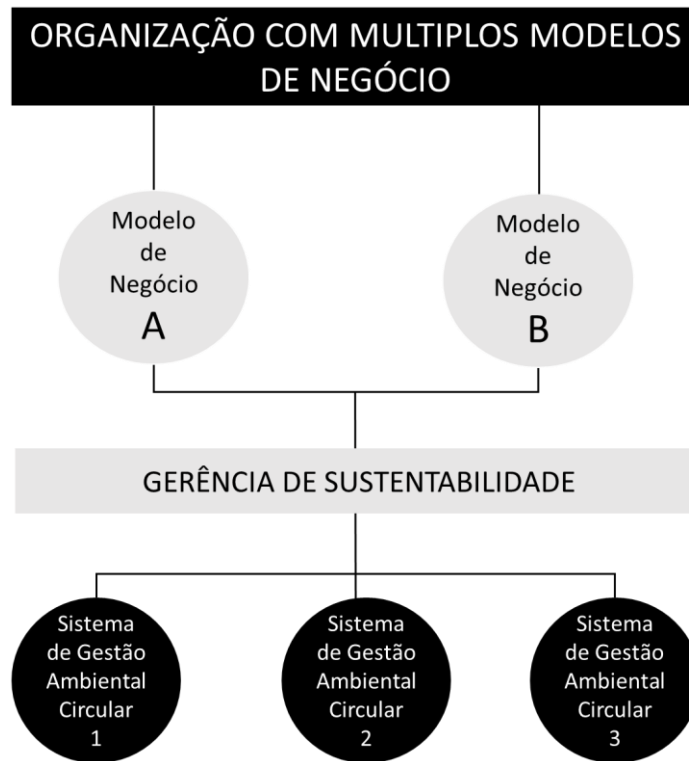 ORGANIZAÇÃO COM MULTIPLOS MODELOS
DE NEGÓCIO
Modelo
de
Negócio
A
Modelo
de
Negócio
B
GERÊNCIA DE SUSTENTABILIDADE
Sistema
de Gestão
Ambiental
Circular
1
Sistema
de Gestão
Ambiental
Circular
2
Sistema
de Gestão
Ambiental
Circular
3